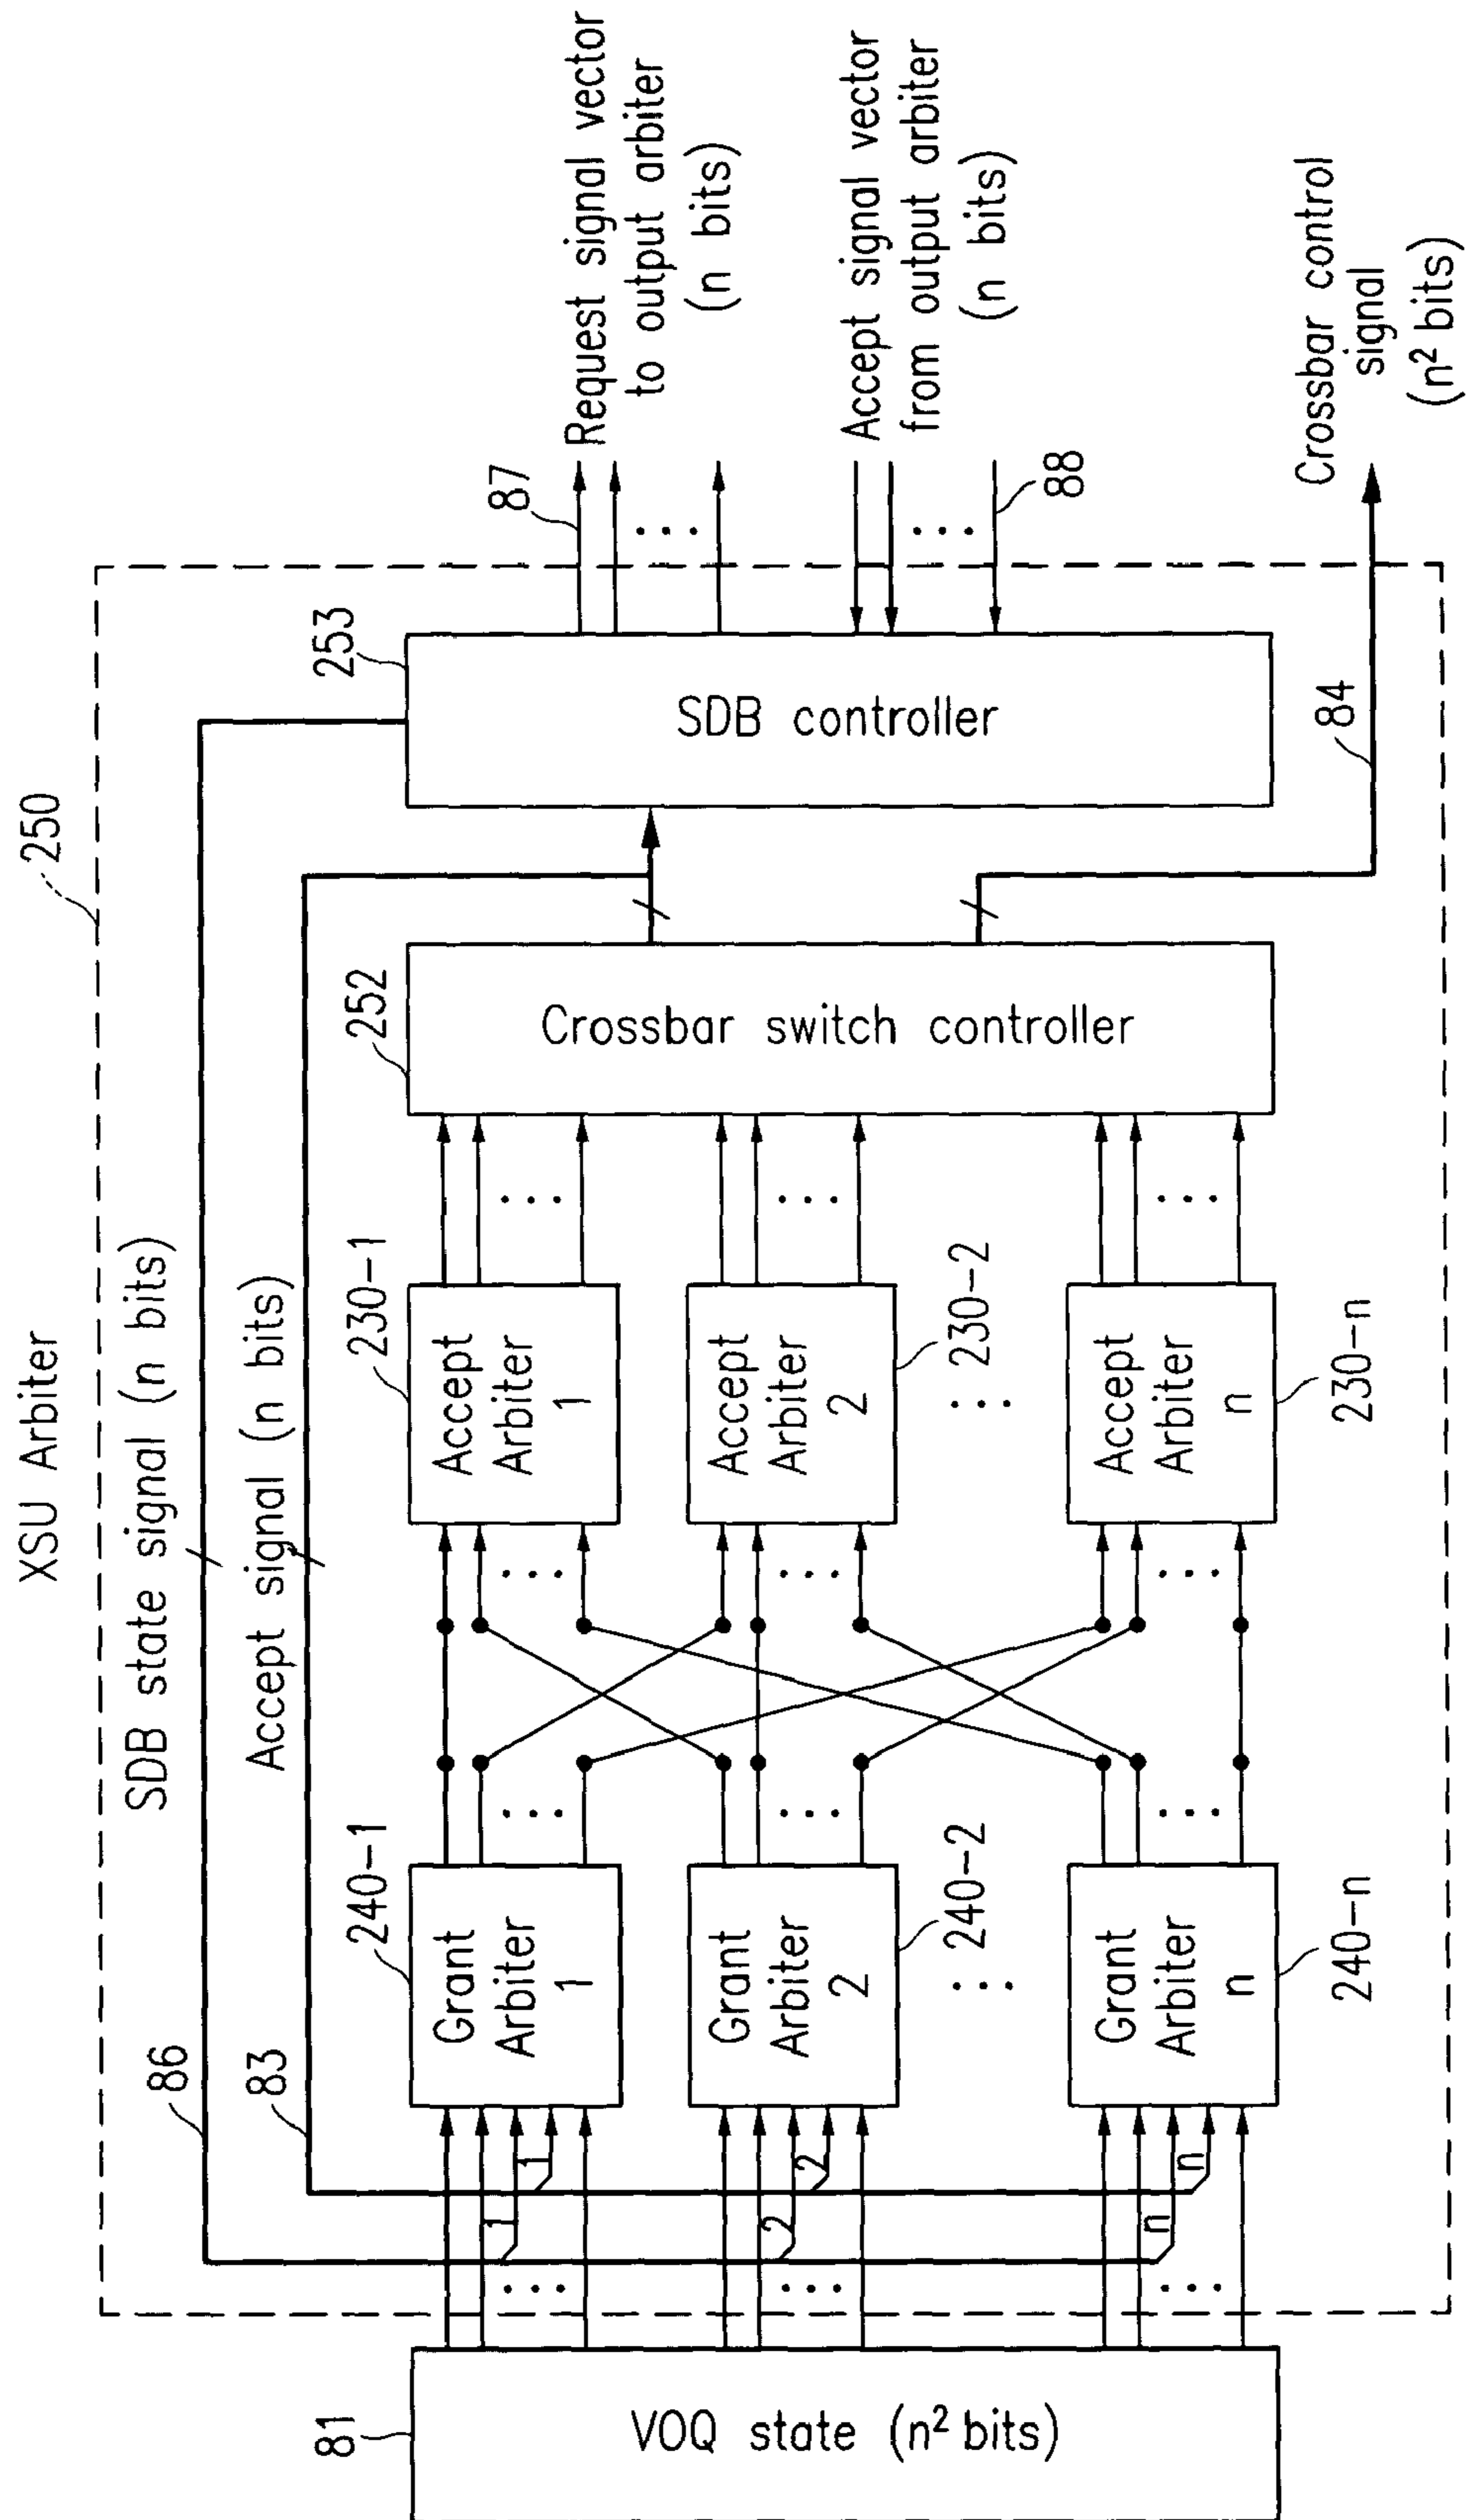 XSU Arbiter
250
SDB state signal (n bits)
86
Accept signal (n bits)
83
81
VOQ state (n² bits)
1
1
2
2
n
n
240-1
Grant
Arbiter
1
Grant
Arbiter
2
240-2
Grant
Arbiter
n
240-n
230-1
Accept
Arbiter
1
Accept
Arbiter
2
230-2
Accept
Arbiter
n
230-n
252
Crossbar switch controller
253
SDB controller
87
Request signal vector
to output arbiter
(n bits)
Accept signal vector
from output arbiter
(n bits)
88
84
Crossbar control
signal
(n² bits)